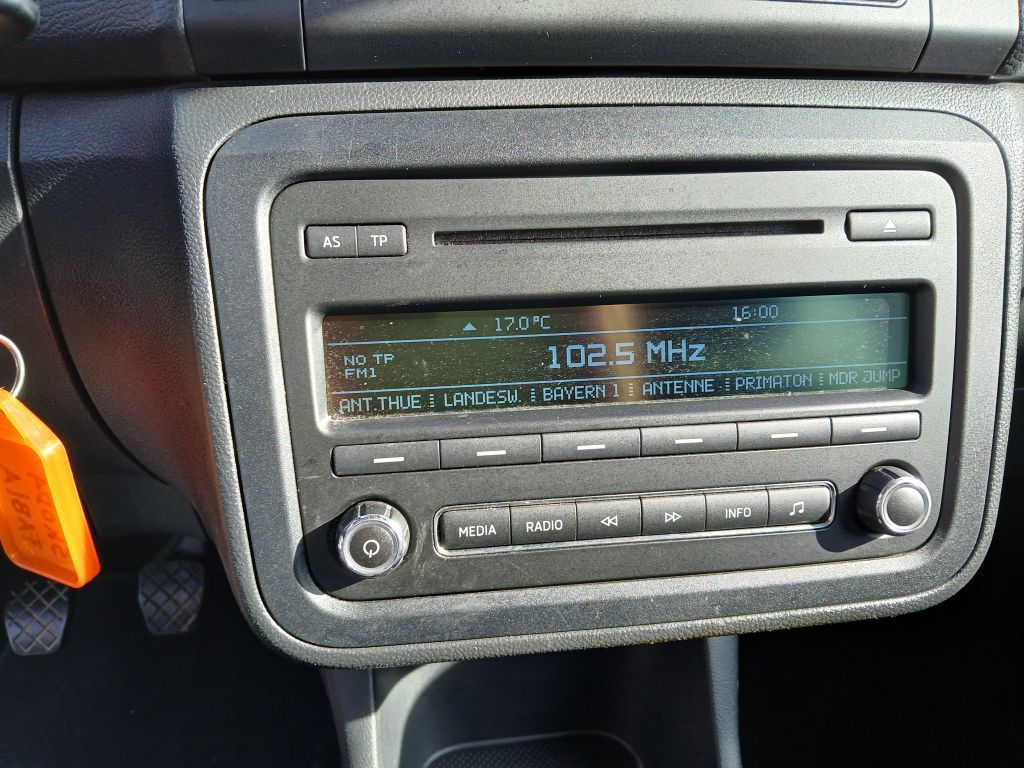 AS TP
17.0°C 16:00
NO TP
FM1
102.5 MHz
ANT.THUE LANDESW. BAYERN 1 ANTENNE PRIMATON MDR JUMP
MEDIA RADIO INFO